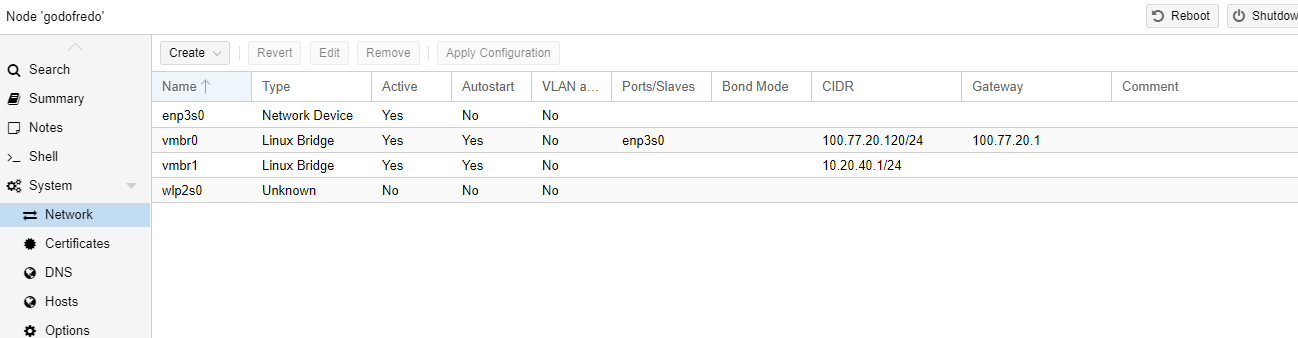 Node 'godofredo'
Reboot
Shutdow
Create Revert Edit Remove Apply Configuration
Search
Summary
Notes
Shell
System
Network
Certificates
DNS
Hosts
Options
Name Type Active Autostart VLAN a... Ports/Slaves Bond Mode CIDR Gateway Comment
enp3s0 Network Device Yes No No
vmbr0 Linux Bridge Yes Yes No enp3s0 100.77.20.120/24 100.77.20.1
vmbr1 Linux Bridge Yes Yes No 10.20.40.1/24
wlp2s0 Unknown No No No